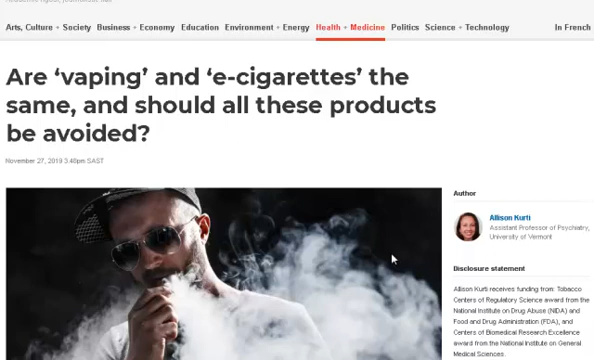 Arts, Culture + Society Business + Economy Education Environment + Energy Health + Medicine Politics Science + Technology In French
Are ‘vaping’ and ‘e-cigarettes’ the
same, and should all these products
be avoided?
November 27, 2019 3.40pm SAST
Author
Allison Kurti
Assistant Professor of Psychiatry,
University of Vermont
Disclosure statement
Allison Kurti receives funding from: Tobacco
Centers of Regulatory Science award from the
National Institute on Drug Abuse (NIDA) and
Food and Drug Administration (FDA), and
Centers of Biomedical Research Excellence
award from the National Institute on General
Medical Sciences.